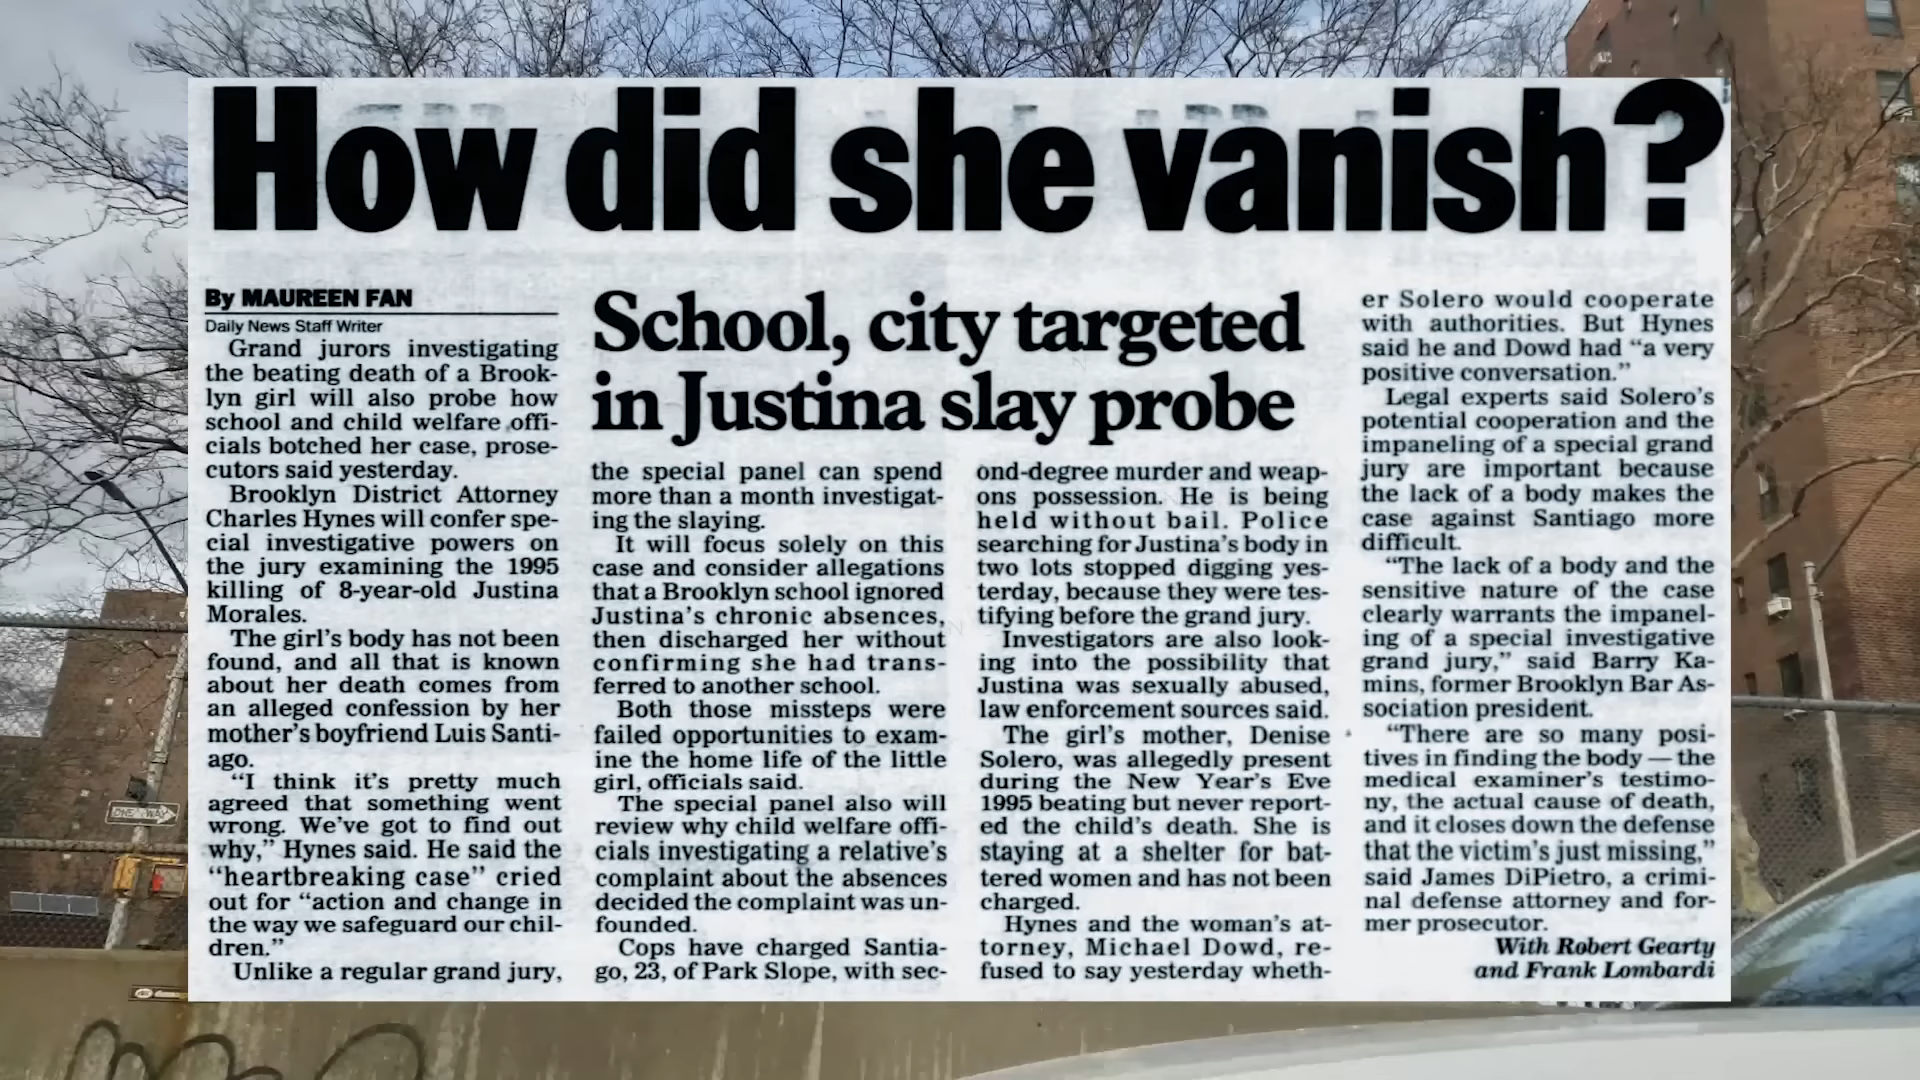 How did she vanish?
By MAUREEN FAN
Daily News Staff Writer
Grand jurors investigating
the beating death of a Brook-
lyn girl will also probe how
school and child welfare offi-
cials botched her case, prose-
cutors said yesterday.
Brooklyn District Attorney
Charles Hynes will confer spe-
cial investigative powers on
the jury examining the 1995
killing of 8-year-old Justina
Morales.
The girl's body has not been
found, and all that is known
about her death comes from
an alleged confession by her
mother's boyfriend Luis Santi-
ago.
"I think it's pretty much
agreed that something went
wrong. We've got to find out
why," Hynes said. He said the
"heartbreaking case" cried
out for "action and change in
the way we safeguard our chil-
dren."
Unlike a regular grand jury,
School, city targeted
in Justina slay probe
the special panel can spend
more than a month investigat-
ing the slaying.
It will focus solely on this
case and consider allegations
that a Brooklyn school ignored
Justina's chronic absences,
then discharged her without
confirming she had trans-
ferred to another school.
Both those missteps were
failed opportunities to exam-
ine the home life of the little
girl, officials said.
The special panel also will
review why child welfare offi-
cials investigating a relative's
complaint about the absences
decided the complaint was un-
founded.
Cops have charged Santia-
go, 23, of Park Slope, with sec-
ond-degree murder and weap-
ons possession. He is being
held without bail. Police
searching for Justina's body in
two lots stopped digging yes-
terday, because they were tes-
tifying before the grand jury.
Investigators are also look-
ing into the possibility that
Justina was sexually abused,
law enforcement sources said.
The girl's mother, Denise
Solero, was allegedly present
during the New Year's Eve
1995 beating but never report-
ed the child's death. She is
staying at a shelter for bat-
tered women and has not been
charged.
Hynes and the woman's at-
torney, Michael Dowd, re-
fused to say yesterday wheth-
er Solero would cooperate
with authorities. But Hynes
said he and Dowd had "a very
positive conversation."
Legal experts said Solero's
potential cooperation and the
impaneling of a special grand
jury are important because
the lack of a body makes the
case against Santiago more
difficult.
"The lack of a body and the
sensitive nature of the case
clearly warrants the impanel-
ing of a special investigative
grand jury," said Barry Ka-
mins, former Brooklyn Bar As-
sociation president.
"There are so many posi-
tives in finding the body — the
medical examiner's testimo-
ny, the actual cause of death,
and it closes down the defense
that the victim's just missing,"
said James DiPietro, a crimi-
nal defense attorney and for-
mer prosecutor.
With Robert Gearty
and Frank Lombardi
ONE WAY